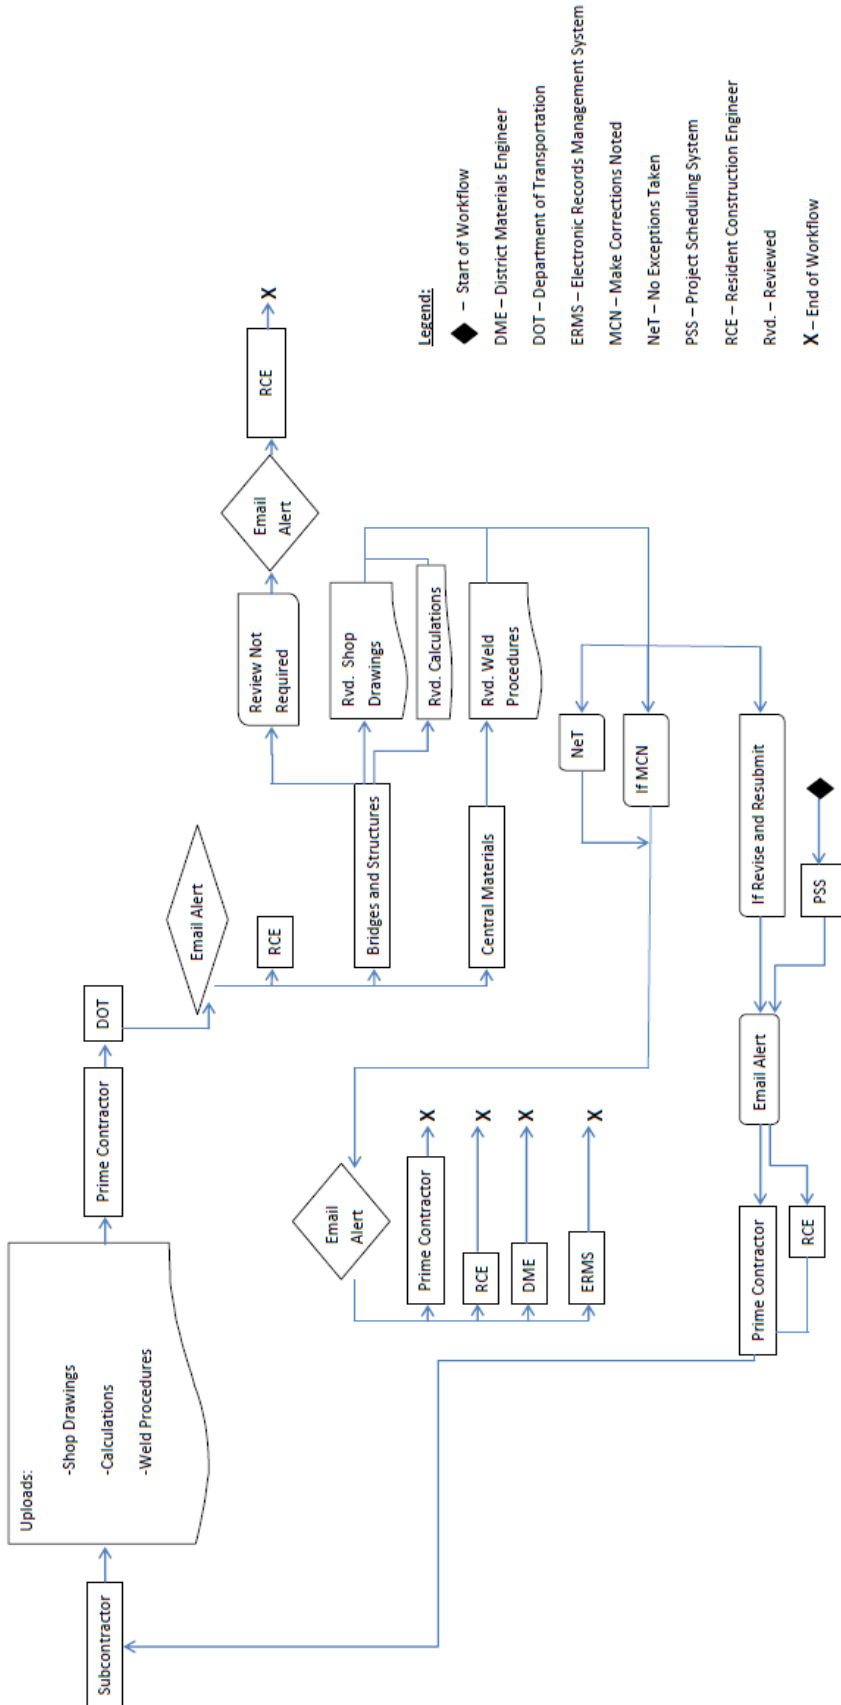 Uploads:
-Shop Drawings
-Calculations
-Weld Procedures
Subcontractor
Prime Contractor
DOT
Email Alert
RCE
Bridges and Structures
Central Materials
Review Not
Required
Email
Alert
RCE
X
Rvd. Shop
Drawings
Rvd. Calculations
Rvd. Weld
Procedures
NeT
If MCN
If Revise and Resubmit
Email
Alert
Prime Contractor
X
RCE
X
DME
X
ERMS
X
PSS
Email Alert
Prime Contractor
RCE
Legend:
– Start of Workflow
DME – District Materials Engineer
DOT – Department of Transportation
ERMS – Electronic Records Management System
MCN – Make Corrections Noted
NeT – No Exceptions Taken
PSS – Project Scheduling System
RCE – Resident Construction Engineer
Rvd. – Reviewed
X – End of Workflow